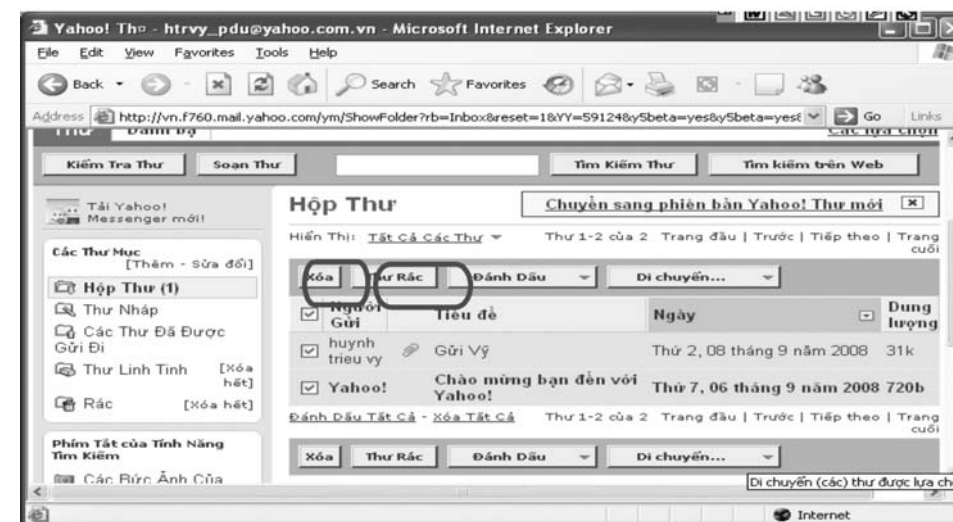 Yahoo! Th¤ - htrvy_pdu@yahoo.com.vn - Microsoft Internet Explorer
File Edit View Favorites Tools Help
Back Search Favorites
Address http://vn.f760.mail.yahoo.com/ym/ShowFolder?rb=Inbox&reset=1&YY=59124&y5beta=yes&y5beta=yes& Go Links
Thư Danh bạ Các lựa chọn
Kiểm Tra Thư Soạn Thư Tìm Kiếm Thư Tìm kiếm trên Web
Tải Yahoo!
Messenger mới!
Các Thư Mục
[Thêm - Sửa đổi]
Hộp Thư (1)
Thư Nháp
Các Thư Đã Được
Gửi Đi
Thư Linh Tinh [Xóa
hết]
Rác [Xóa hết]
Phím Tắt của Tính Năng
Tìm Kiếm
Các Bức Ảnh Của
Hộp Thư Chuyển sang phiên bản Yahoo! Thư mới
Hiển Thị: Tất Cả Các Thư Thư 1-2 của 2 Trang đầu | Trước | Tiếp theo | Trang
cuối
Xóa Thư Rác Đánh Dấu Di chuyển...
Người
Gửi Tiêu đề Ngày Dung
lượng
huynh
trieu vy Gửi Vỹ Thứ 2, 08 tháng 9 năm 2008 31k
Yahoo! Chào mừng bạn đến với
Yahoo! Thứ 7, 06 tháng 9 năm 2008 720b
Đánh Dấu Tất Cả - Xóa Tất Cả Thư 1-2 của 2 Trang đầu | Trước | Tiếp theo | Trang
cuối
Xóa Thư Rác Đánh Dấu Di chuyển...
Di chuyển (các) thư được lựa ch
Internet